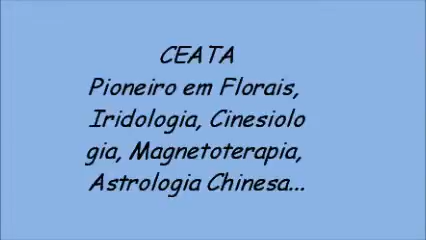 CEATA
Pioneiro em Florais,
Iridologia, Cinesiolo
gia, Magnetoterapia,
Astrologia Chinesa...